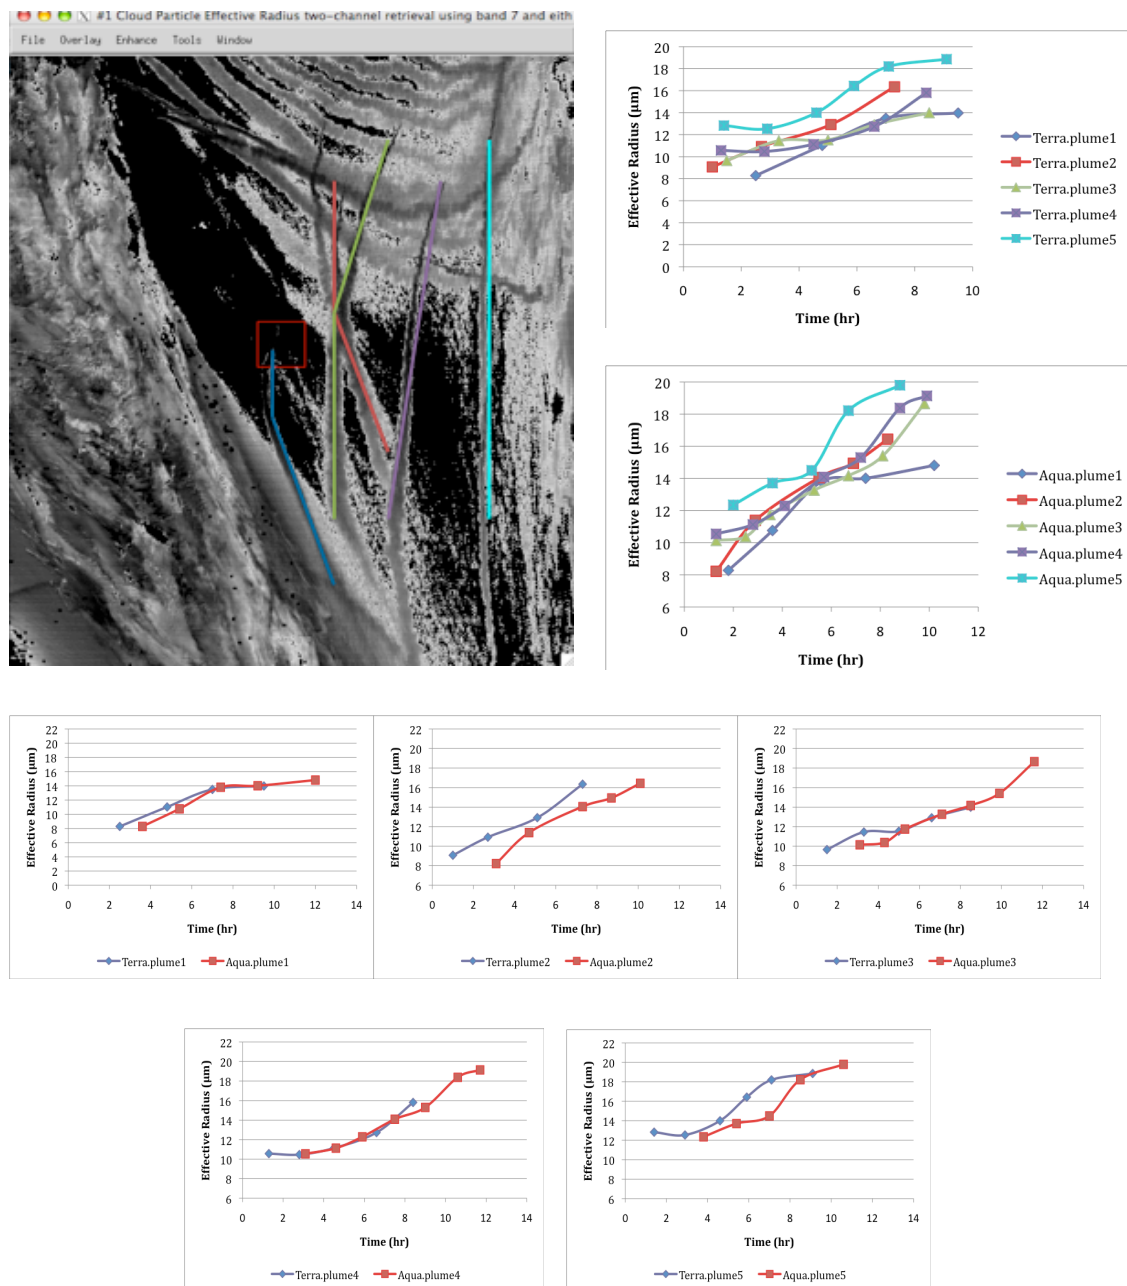 #1 Cloud Particle Effective Radius two-channel retrieval using band 7 and eith
File Overlay Enhance Tools Window
Effective Radius (µm)
20
18
16
14
12
10
8
6
4
2
0
0 2 4 6 8 10
Time (hr)
Terra.plume1
Terra.plume2
Terra.plume3
Terra.plume4
Terra.plume5
Effective Radius (µm)
20
18
16
14
12
10
8
6
0 2 4 6 8 10 12
Time (hr)
Aqua.plume1
Aqua.plume2
Aqua.plume3
Aqua.plume4
Aqua.plume5
Effective Radius (µm)
22
20
18
16
14
12
10
8
6
4
2
0
0 2 4 6 8 10 12 14
Time (hr)
Terra.plume1 Aqua.plume1
Effective Radius (µm)
22
20
18
16
14
12
10
8
6
0 2 4 6 8 10 12 14
Time (hr)
Terra.plume2 Aqua.plume2
Effective Radius (µm)
22
20
18
16
14
12
10
8
6
0 2 4 6 8 10 12 14
Time (hr)
Terra.plume3 Aqua.plume3
Effective Radius (µm)
22
20
18
16
14
12
10
8
6
0 2 4 6 8 10 12 14
Time (hr)
Terra.plume4 Aqua.plume4
Effective Radius (µm)
22
20
18
16
14
12
10
8
6
0 2 4 6 8 10 12 14
Time (hr)
Terra.plume5 Aqua.plume5